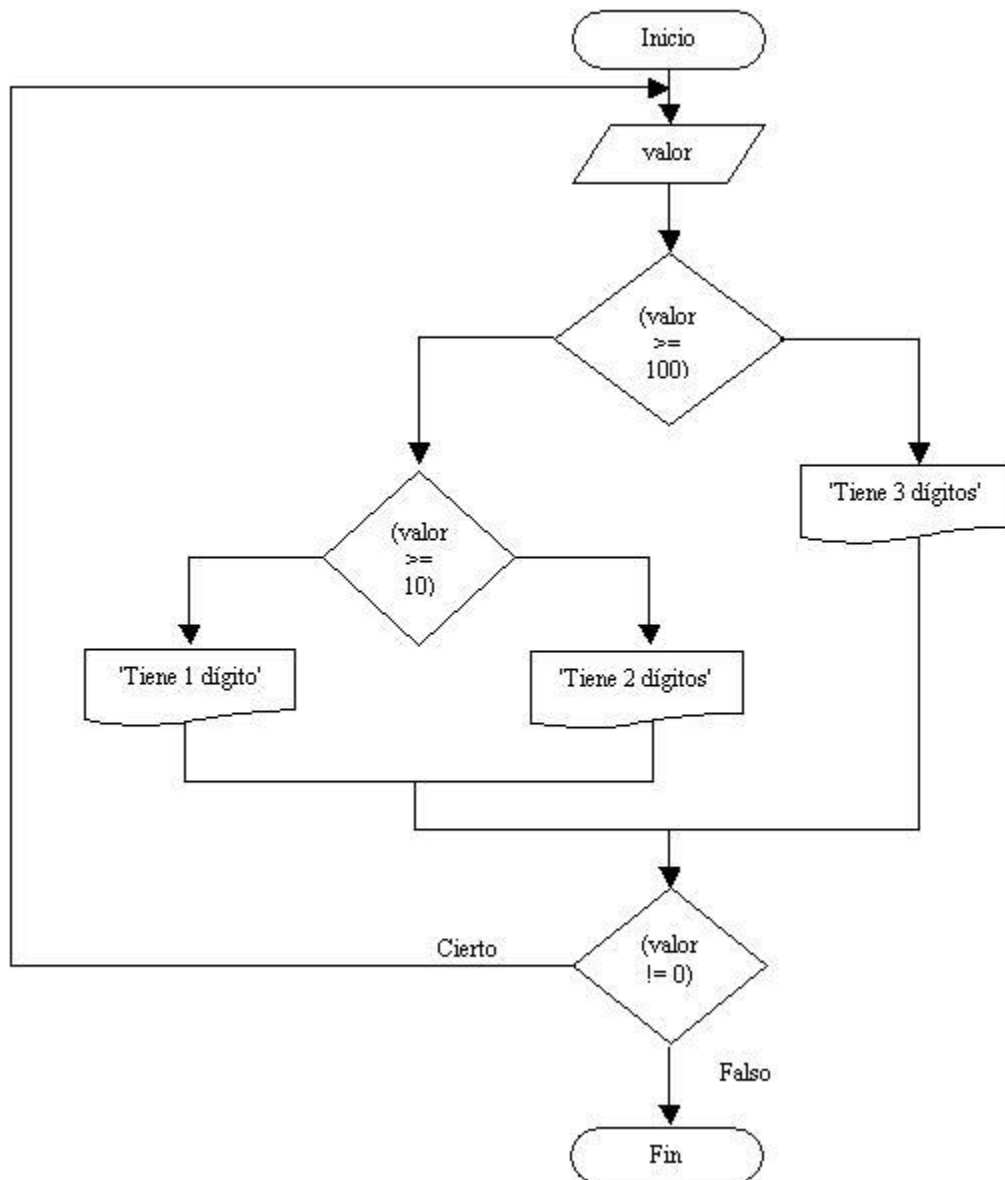 Inicio
valor
(valor
>=
100)
'Tiene 3 dígitos'
(valor
>=
10)
'Tiene 1 dígito'
'Tiene 2 dígitos'
Cierto
(valor
!= 0)
Falso
Fin